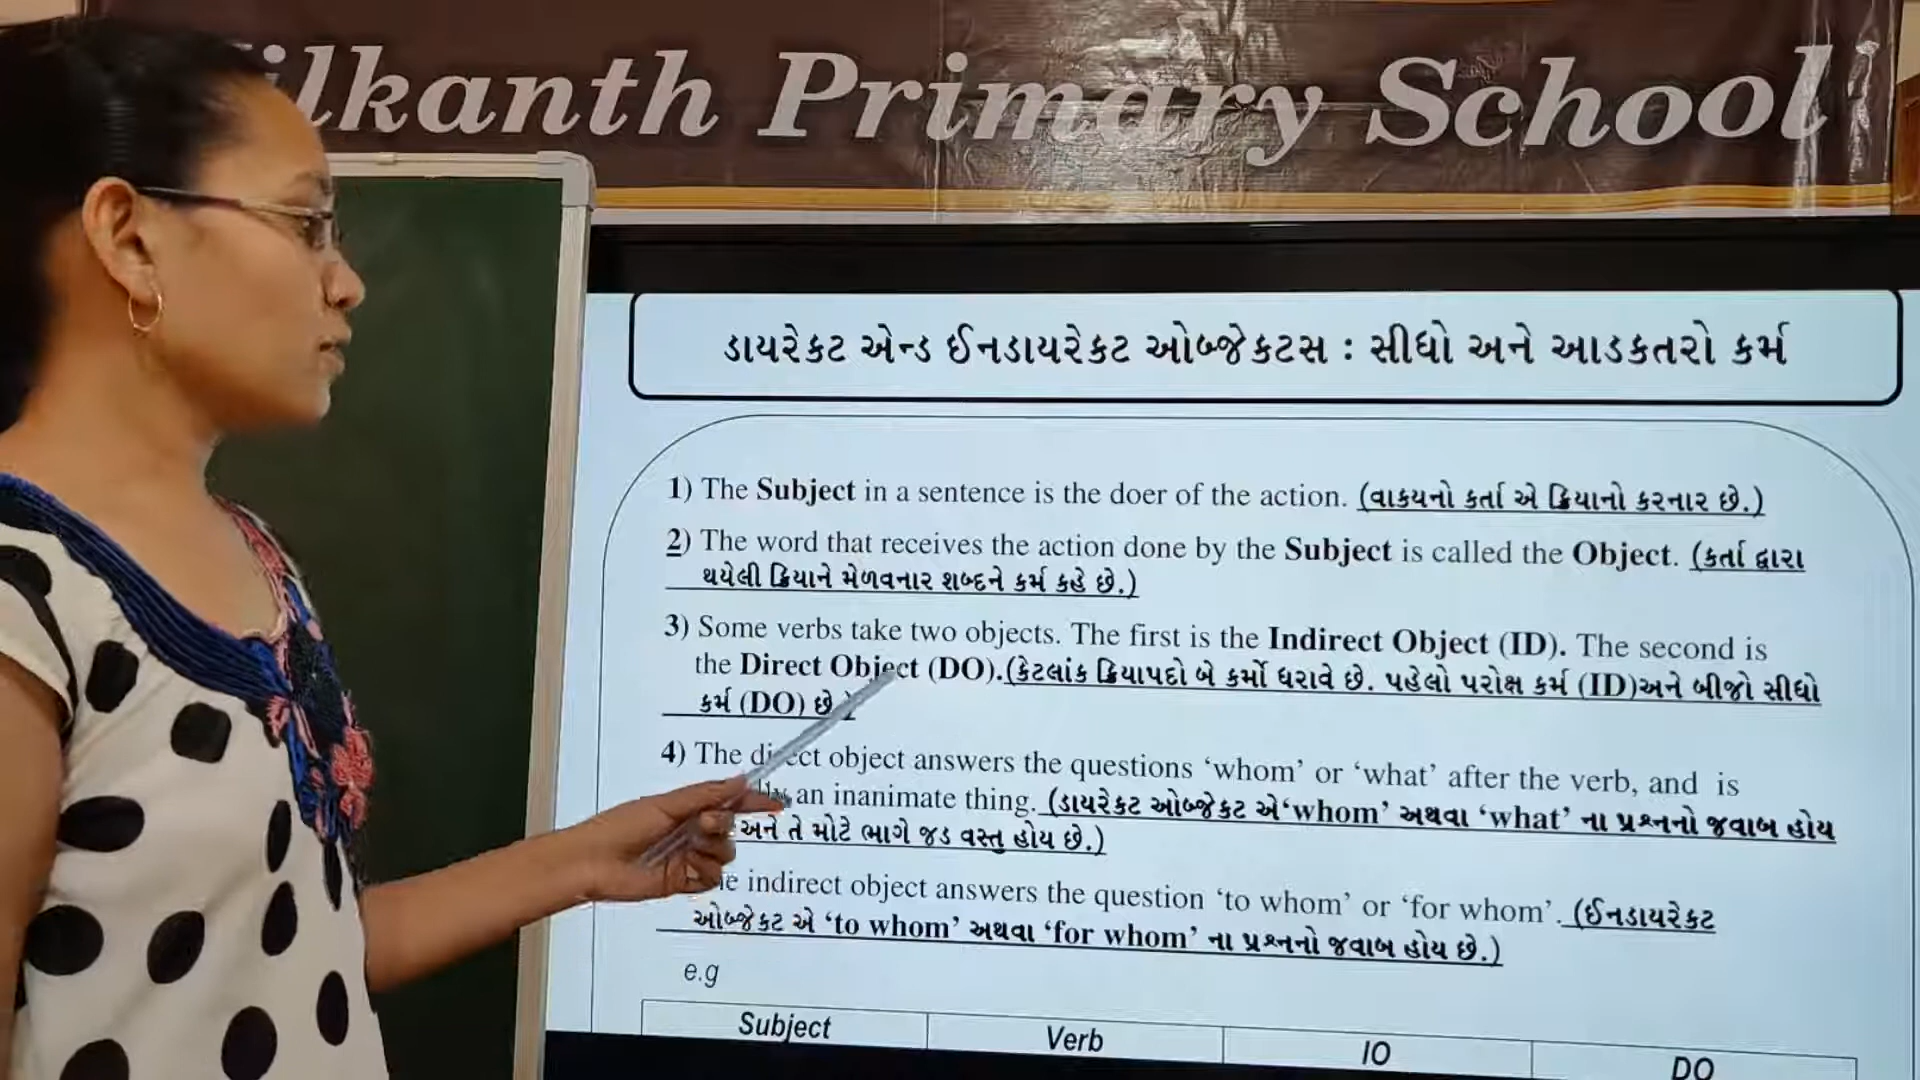 ilkanth Primary School
ડાયરેકટ એન્ડ ઈનડાયરેકટ ઓબ્જેકટસ : સીધો અને આડકતરો કર્મ
1) The Subject in a sentence is the doer of the action. (વાકયનો કર્તા એ ક્રિયાનો કરનાર છે.)
2) The word that receives the action done by the Subject is called the Object. (કર્તા દ્વારા
થયેલી ક્રિયાને મેળવનાર શબ્દને કર્મ કહે છે.)
3) Some verbs take two objects. The first is the Indirect Object (ID). The second is
the Direct Object (DO).(કેટલાંક ક્રિયાપદો બે કર્મો ધરાવે છે. પહેલો પરોક્ષ કર્મ (ID)અને બીજો સીધો
કર્મ (DO) છે.)
4) The direct object answers the questions ‘whom’ or ‘what’ after the verb, and is
an inanimate thing. (ડાયરેકટ ઓબ્જેકટ એ‘whom’ અથવા ‘what’ ના પ્રશ્નનો જવાબ હોય
અને તે મોટે ભાગે જડ વસ્તુ હોય છે.)
indirect object answers the question ‘to whom’ or ‘for whom’. (ઈનડાયરેકટ
ઓબ્જેકટ એ ‘to whom’ અથવા ‘for whom’ ના પ્રશ્નનો જવાબ હોય છે.)
e.g
Subject Verb IO DO